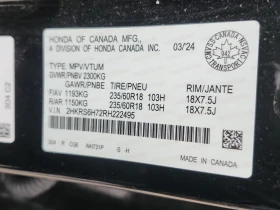 HONDA OF CANADA MFG.,
A DIVISION OF HONDA CANADA INC. 03/24
TYPE: MPV/VTUM
GVWR/PNBV 2300KG
GAWR/PNBE TIRE/PNEU RIM/JANTE
F/AV 1193KG 235/60R18 103H 18X7.5J
R/AR 1150KG 235/60R18 103H 18X7.5J
V.I.N.: 2HKRS6H72RH222495
MADE IN CANADA